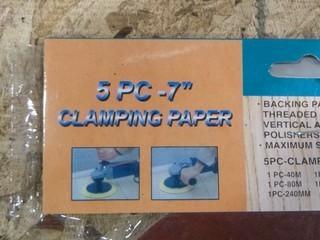 5 PC -7"
CLAMPING PAPER
· BACKING
THREADED
VERTICAL
POLISHERS
· MAXIMUM
5PC-CLAMP
1 PC-40M
1 PC-80M
1PC-240MM